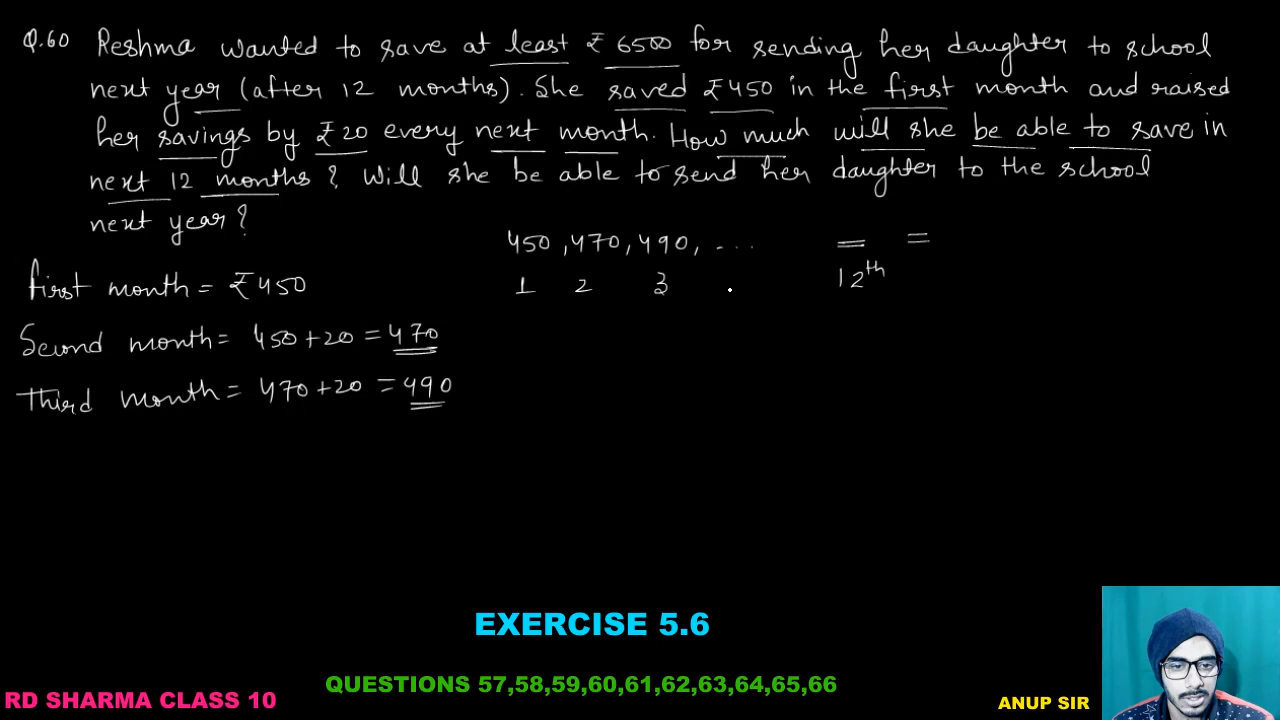 Q.60 Reshma wanted to save at least ₹ 6500 for sending her daughter to school
next year (after 12 months). She saved ₹450 in the first month and raised
her savings by ₹20 every next month. How much will she be able to save in
next 12 months? Will she be able to send her daughter to the school
next year?
450, 470, 490, ... = =
1 2 3 . 12th
First month = ₹450
Second month = 450+20 = 470
Third month = 470+20 = 490
EXERCISE 5.6
QUESTIONS 57,58,59,60,61,62,63,64,65,66
RD SHARMA CLASS 10
ANUP SIR